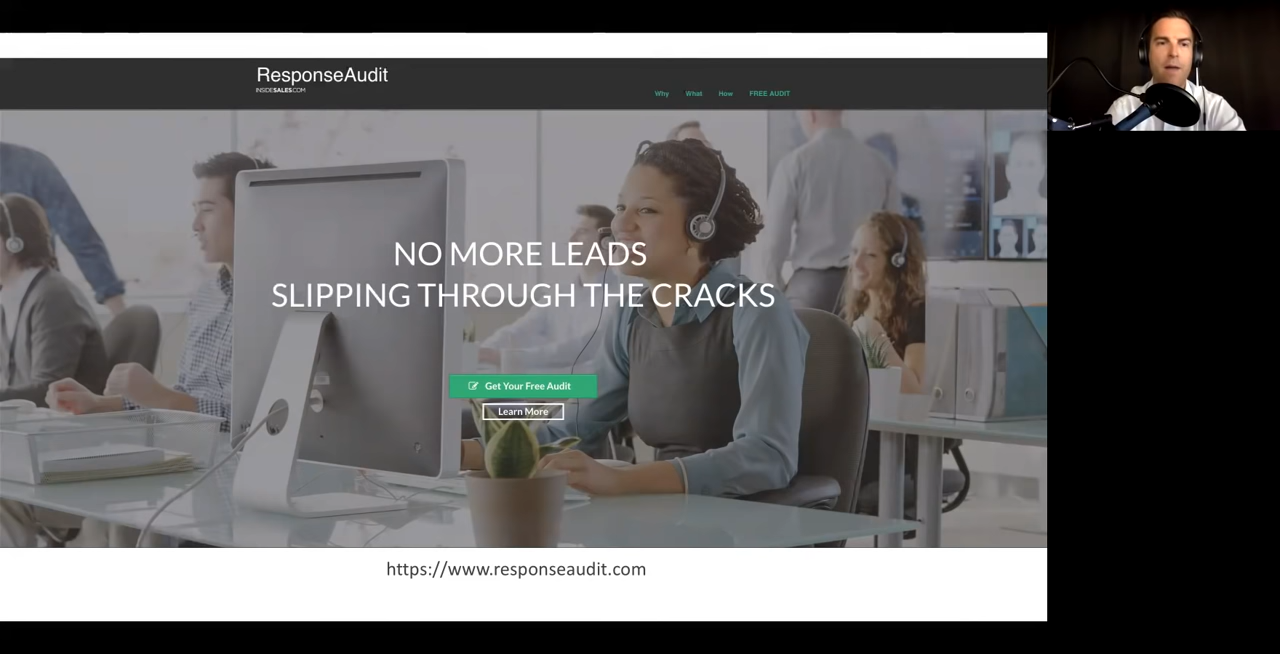 ResponseAudit
INSIDESALES.COM
Why What How FREE AUDIT
NO MORE LEADS
SLIPPING THROUGH THE CRACKS
Get Your Free Audit
Learn More
https://www.responseaudit.com